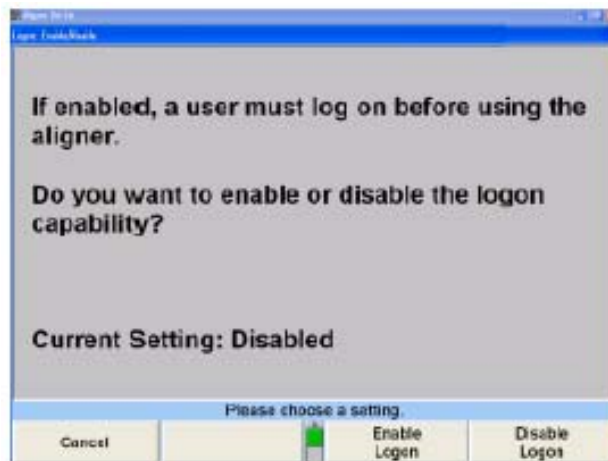 Logon Enable/Disable
If enabled, a user must log on before using the
aligner.
Do you want to enable or disable the logon
capability?
Current Setting: Disabled
Please choose a setting.
Cancel
Enable
Logon
Disable
Logon